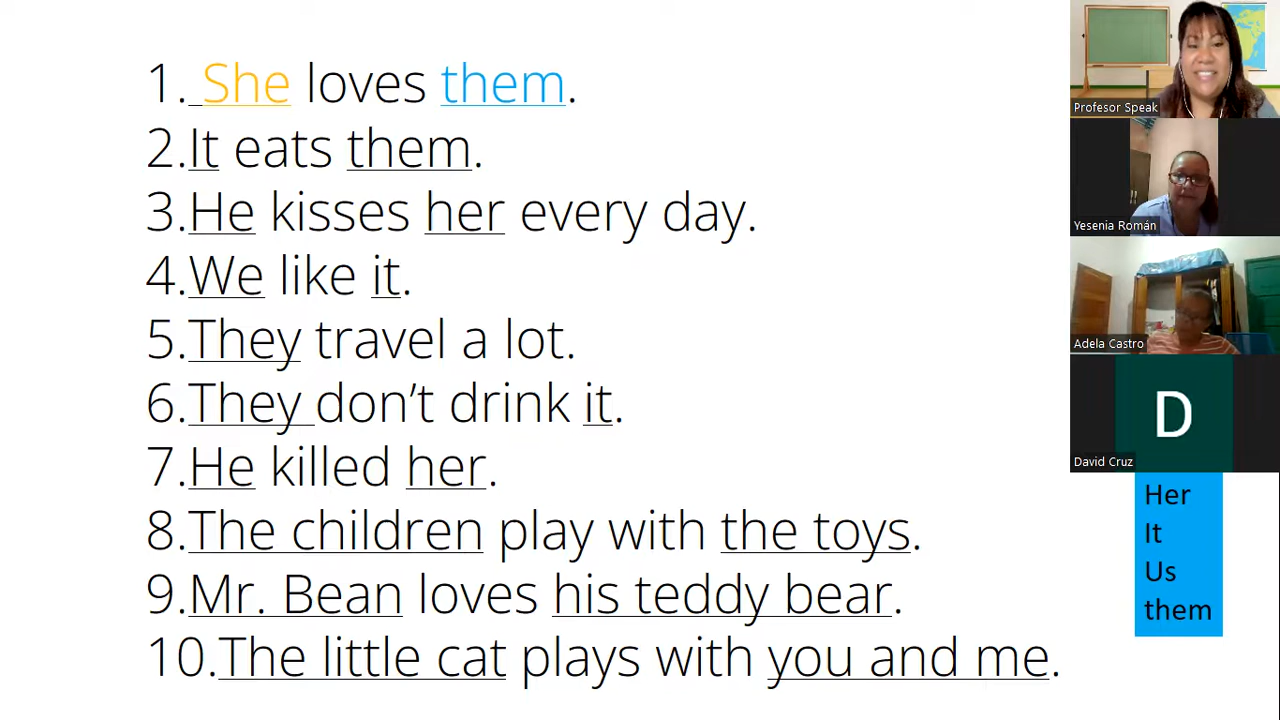 1. She loves them.
2.It eats them.
3.He kisses her every day.
4.We like it.
5.They travel a lot.
6.They don’t drink it.
7.He killed her.
8.The children play with the toys.
9.Mr. Bean loves his teddy bear.
10.The little cat plays with you and me.
Profesor Speak
Yesenia Román
Adela Castro
D
David Cruz
Her
It
Us
them